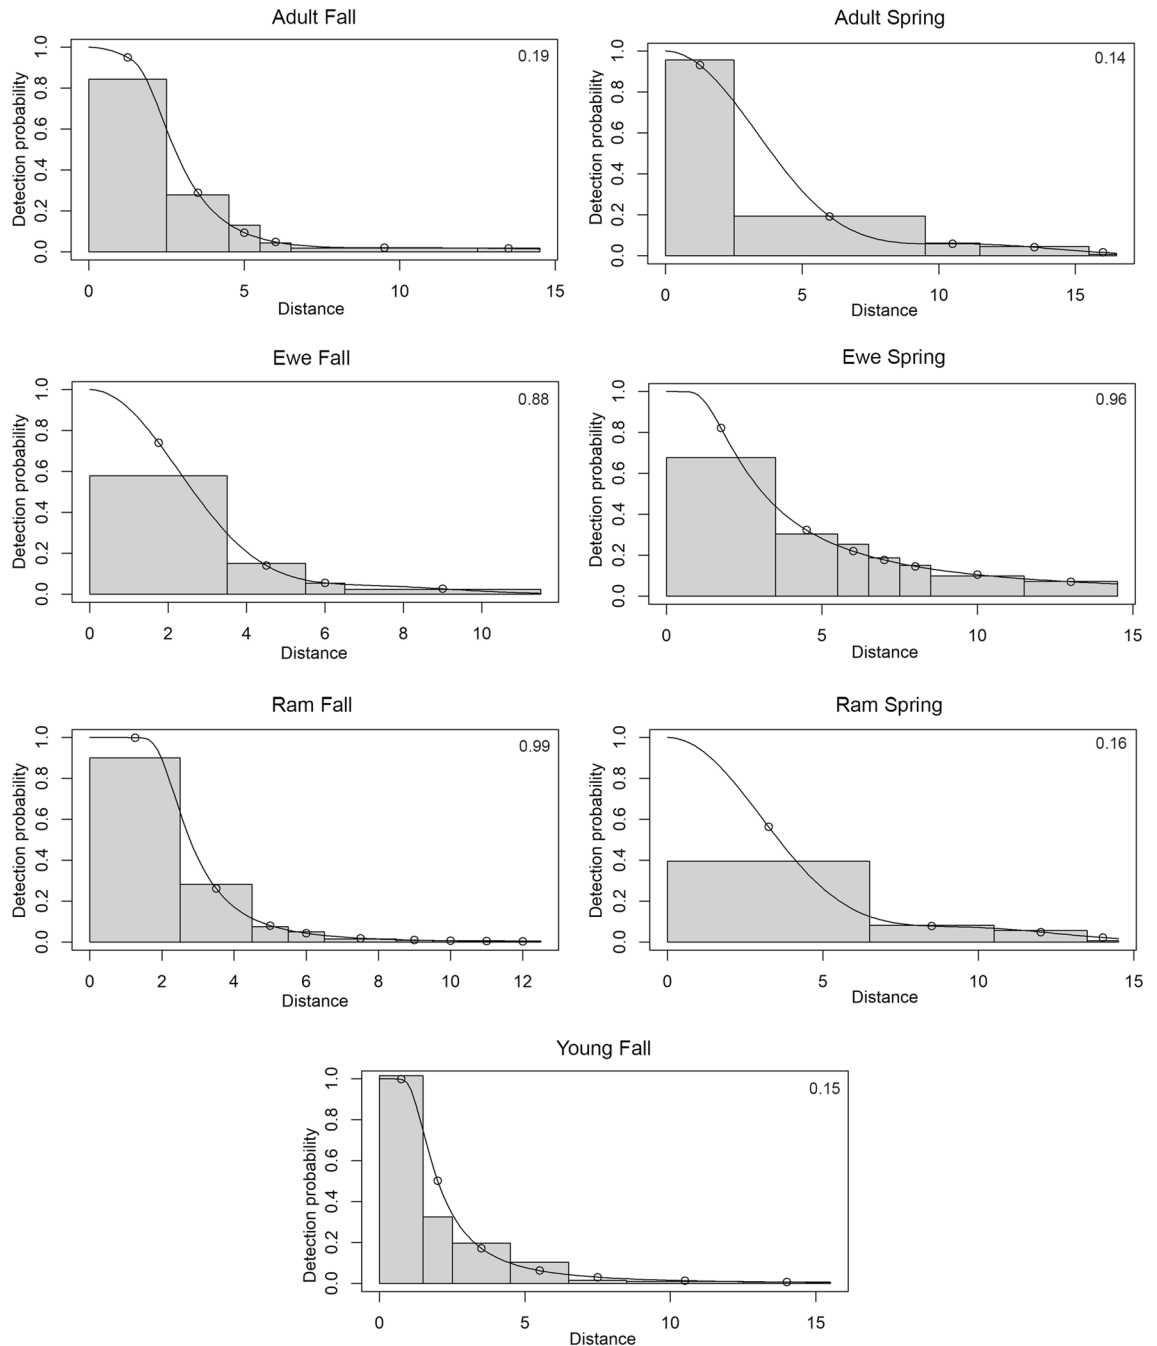 Adult Fall
0.19
Detection probability
1.0
0.8
0.6
0.4
0.2
0.0
0 5 10 15
Distance
Adult Spring
0.14
Detection probability
1.0
0.8
0.6
0.4
0.2
0.0
0 5 10 15
Distance
Ewe Fall
0.88
Detection probability
1.0
0.8
0.6
0.4
0.2
0.0
0 2 4 6 8 10
Distance
Ewe Spring
0.96
Detection probability
1.0
0.8
0.6
0.4
0.2
0.0
0 5 10 15
Distance
Ram Fall
0.99
Detection probability
1.0
0.8
0.6
0.4
0.2
0.0
0 2 4 6 8 10 12
Distance
Ram Spring
0.16
Detection probability
1.0
0.8
0.6
0.4
0.2
0.0
0 5 10 15
Distance
Young Fall
0.15
Detection probability
1.0
0.8
0.6
0.4
0.2
0.0
0 5 10 15
Distance